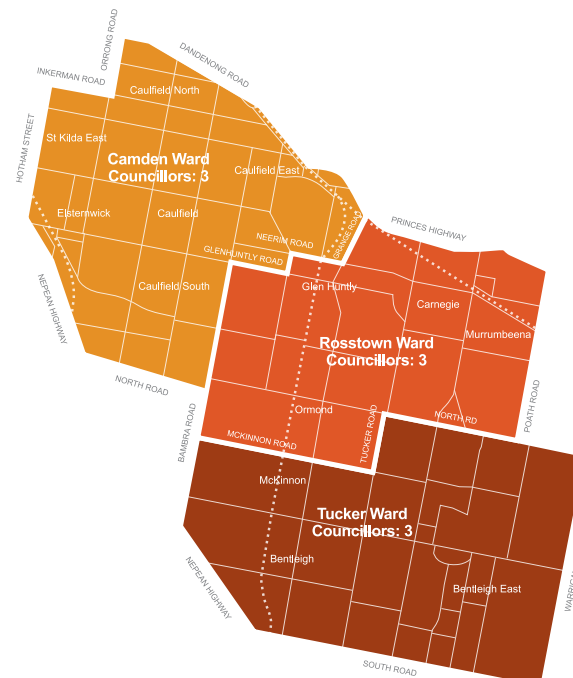 ORRONG ROAD
DANDENONG ROAD
INKERMAN ROAD
Caulfield North
HOTHAM STREET
St Kilda East
Camden Ward
Councillors: 3
Caulfield East
Elsternwick
Caulfield
NEERIM ROAD
GRANGE ROAD
PRINCES HIGHWAY
GLENHUNTLY ROAD
NEPEAN HIGHWAY
Caulfield South
Glen Huntly
Carnegie
Murrumbeena
Rosstown Ward
Councillors: 3
NORTH ROAD
BAMBRA ROAD
Ormond
TUCKER ROAD
NORTH RD
POATH ROAD
MCKINNON ROAD
McKinnon
Tucker Ward
Councillors: 3
NEPEAN HIGHWAY
Bentleigh
Bentleigh East
SOUTH ROAD